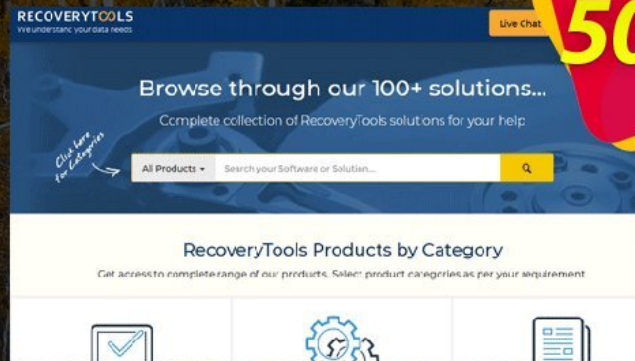 RECOVERYTOOLS
We understand your data needs
Live Chat
50
Browse through our 100+ solutions...
Complete collection of RecoveryTools solutions for your help
Click here
for Categories
All Products
Search your Software or Solution...
RecoveryTools Products by Category
Get access to complete range of our products. Select product categories as per your requirement